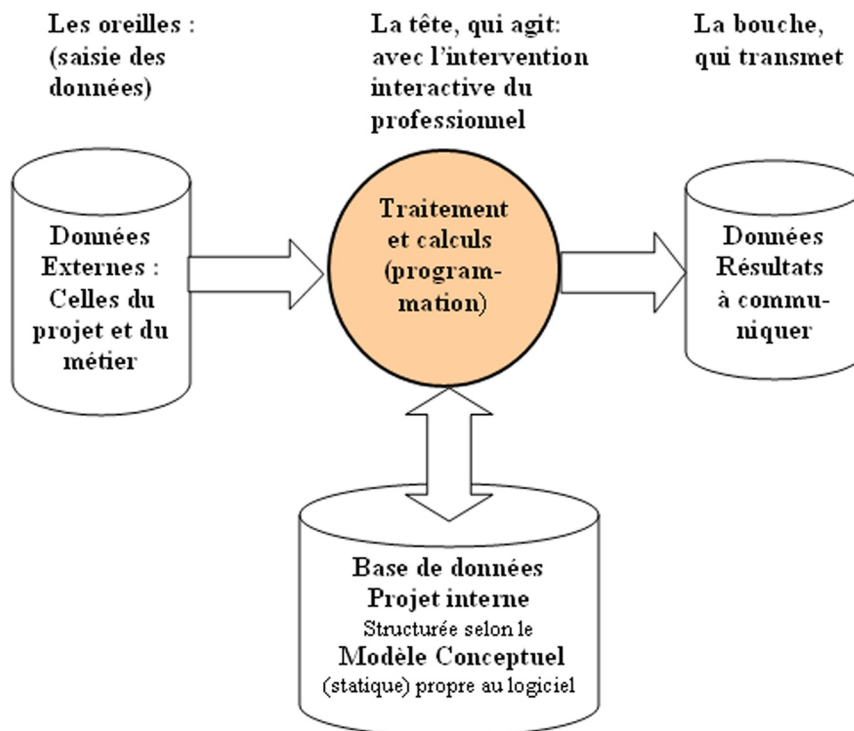 Les oreilles :
(saisie des
données)
La tête, qui agit:
avec l'intervention
interactive du
professionnel
La bouche,
qui transmet
Données
Externes :
Celles du
projet et du
métier
Traitement
et calculs
(program-
mation)
Données
Résultats
à commu-
niquer
Base de données
Projet interne
Structurée selon le
Modèle Conceptuel
(statique) propre au logiciel